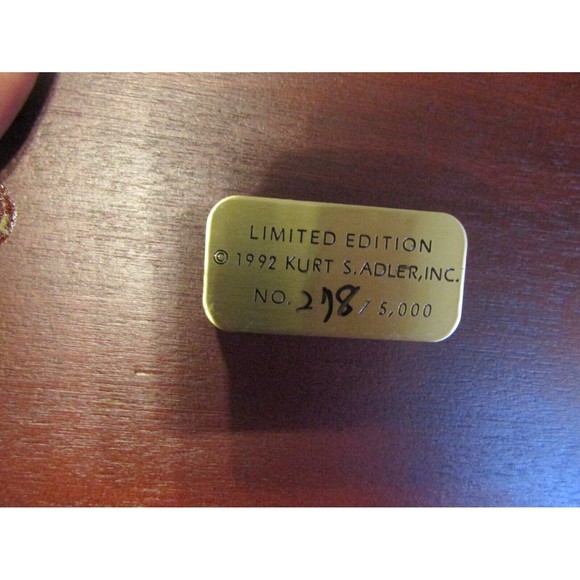 LIMITED EDITION
© 1992 KURT S. ADLER, INC.
NO. 278 / 5,000